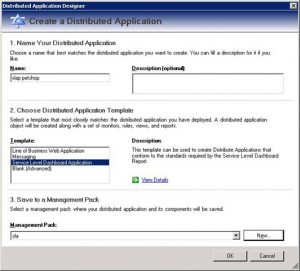 Distributed Application Designer
Create a Distributed Application
1. Name Your Distributed Application
Choose a name that best matches the distributed application you want to create. You can fill a description for it if you like.
Name:
Description (optional):
slap petshop
2. Choose Distributed Application Template
Select a template that most closely matches the distributed application you have deployed. A distributed application object will be created along with a set of monitors, rules, views, and reports.
Template:
Line of Business Web Application
Messaging
Service Level Dashboard Application
Blank (Advanced)
Description:
This template can be used to create Distribute Applications that conform to the standards required by the Service Level Dashboard Report.
View Details
3. Save to a Management Pack
Select a management pack where your distributed application and its components will be saved.
Management Pack:
sla
New...
OK
Cancel